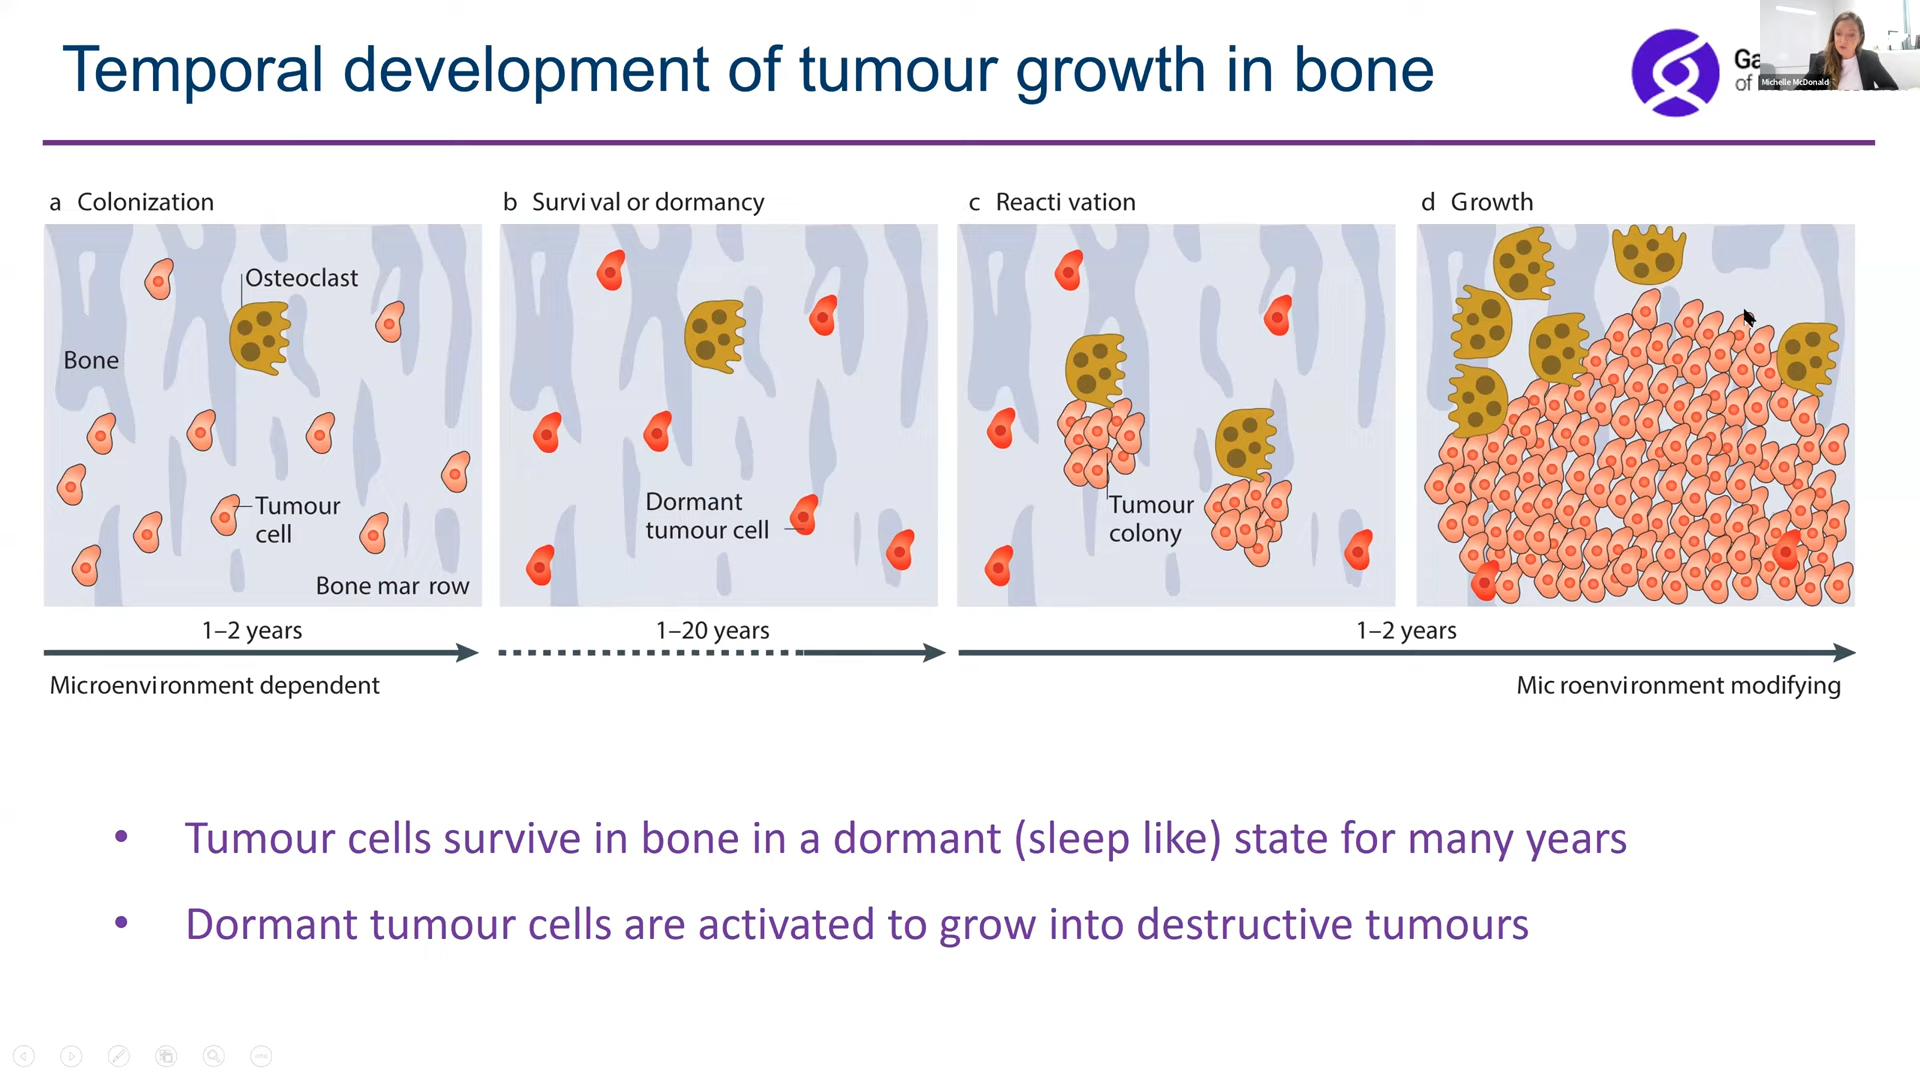 Temporal development of tumour growth in bone
Ga
of
Michelle McDonald
a Colonization
b Survival or dormancy
c Reacti vation
d Growth
Osteoclast
Bone
Tumour
cell
Bone mar row
Dormant
tumour cell
Tumour
colony
1–2 years
1–20 years
1–2 years
Microenvironment dependent
Mic roenvironment modifying
• Tumour cells survive in bone in a dormant (sleep like) state for many years
• Dormant tumour cells are activated to grow into destructive tumours